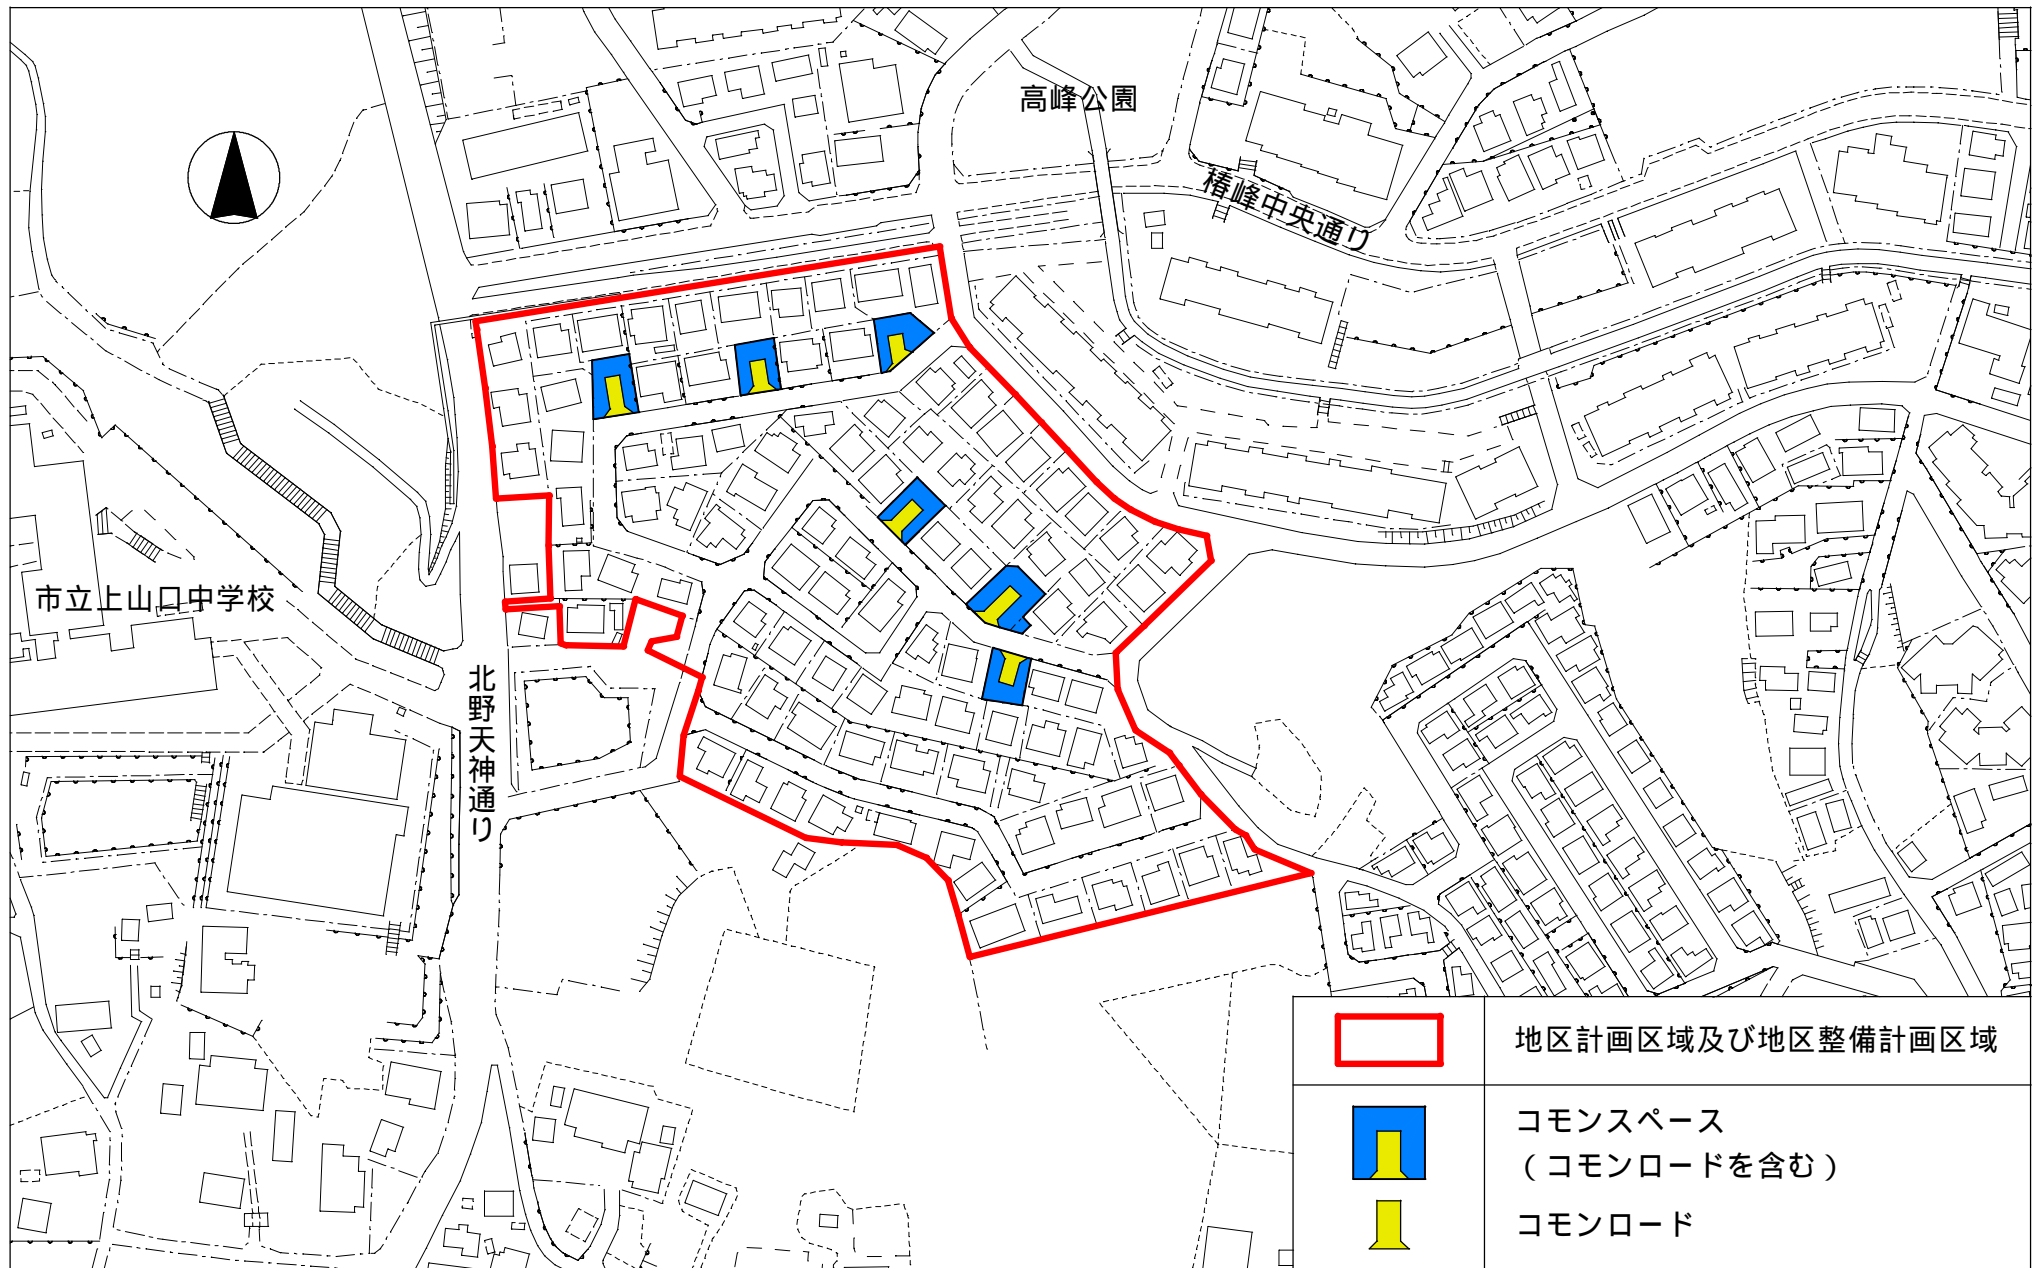 高峰公園
椿峰中央通り
市立上山口中学校
北野天神通り
地区計画区域及び地区整備計画区域
コモンスペース
(コモンロードを含む)
コモンロード